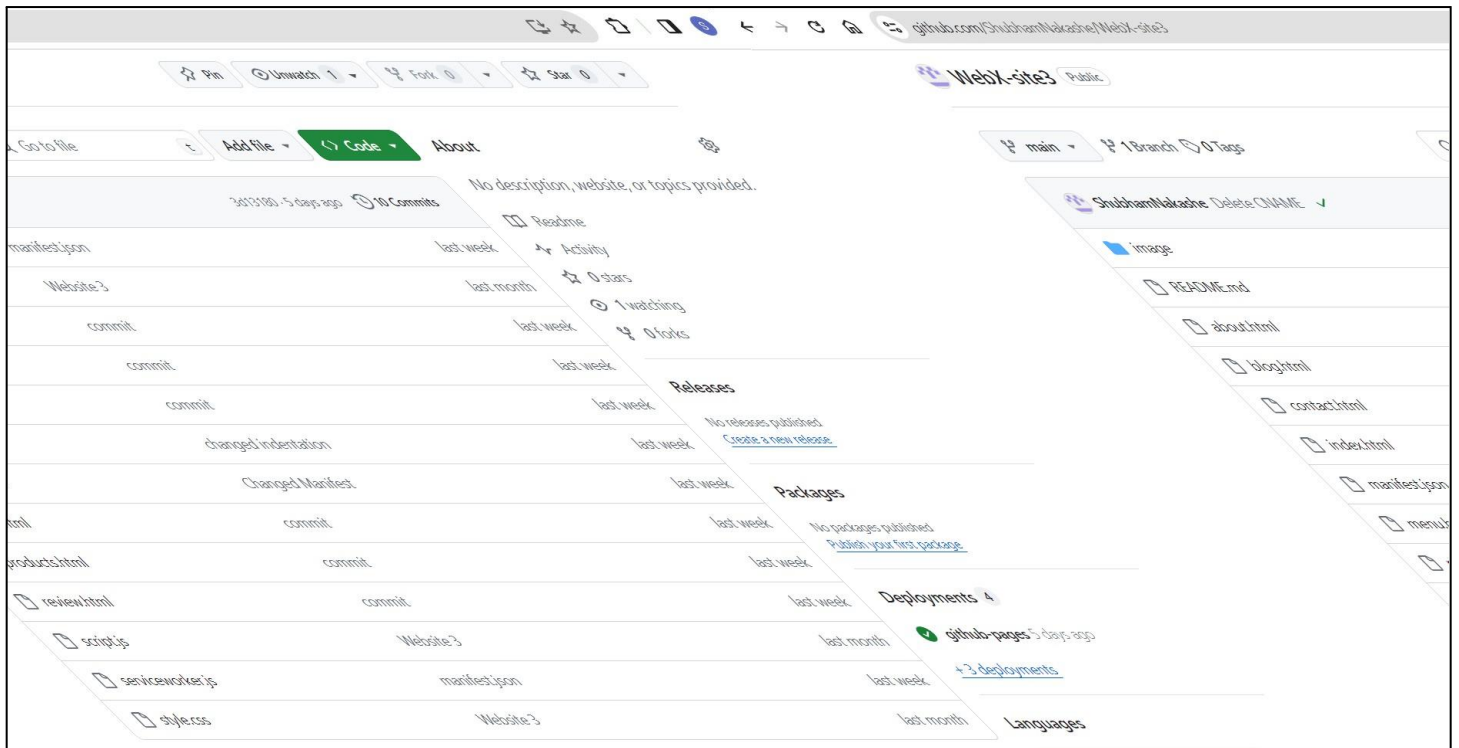 S github.com/ShubhamNakashe/WebX-site3
Pin Unwatch 1 Fork 0 Star 0
WebX-site3 Public
Go to file t Add file <> Code About
main 1 Branch 0 Tags
No description, website, or topics provided.
3d13180 · 5 days ago 10 Commits
ShubhamNakashe Delete CNAME
Readme
manifest.json last week
Activity
image
Website 3 last month
0 stars
README.md
1 watching
commit last week
0 forks
about.html
commit last week
blog.html
Releases
commit last week
contact.html
No releases published
Create a new release
changed indentation last week
index.html
Changed Manifest last week
manifest.json
Packages
commit last week
No packages published
Publish your first package
products.html commit last week
review.html commit last week
Deployments 4
script.js Website 3 last month
github-pages 5 days ago
+ 3 deployments
serviceworker.js manifest.json last week
style.css Website 3 last month
Languages